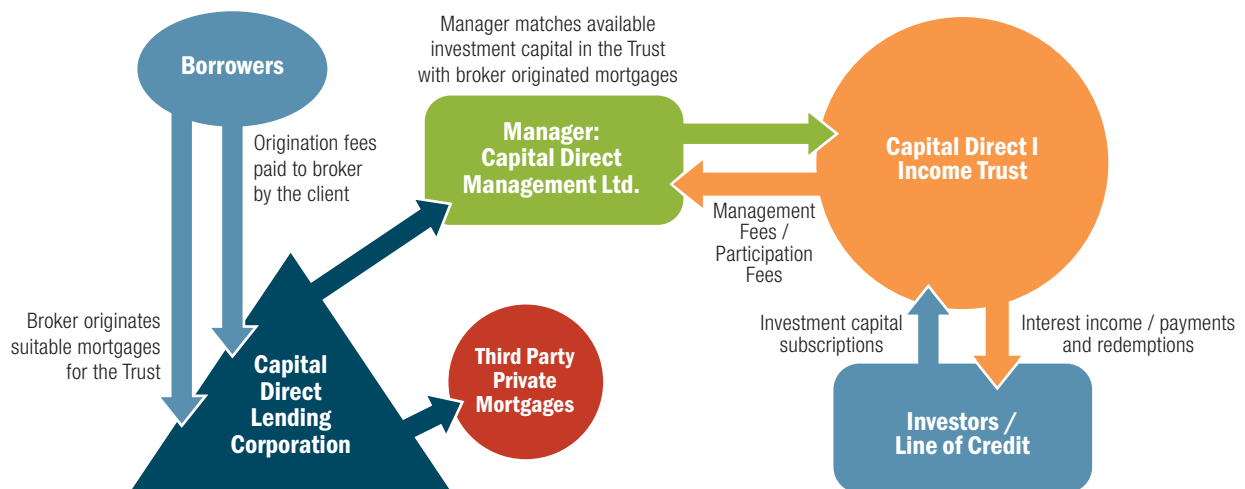 Borrowers
Manager matches available
investment capital in the Trust
with broker originated mortgages
Origination fees
paid to broker
by the client
Manager:
Capital Direct
Management Ltd.
Capital Direct I
Income Trust
Management
Fees /
Participation
Fees
Broker originates
suitable mortgages
for the Trust
Capital
Direct
Lending
Corporation
Third Party
Private
Mortgages
Investment capital
subscriptions
Interest income / payments
and redemptions
Investors /
Line of Credit